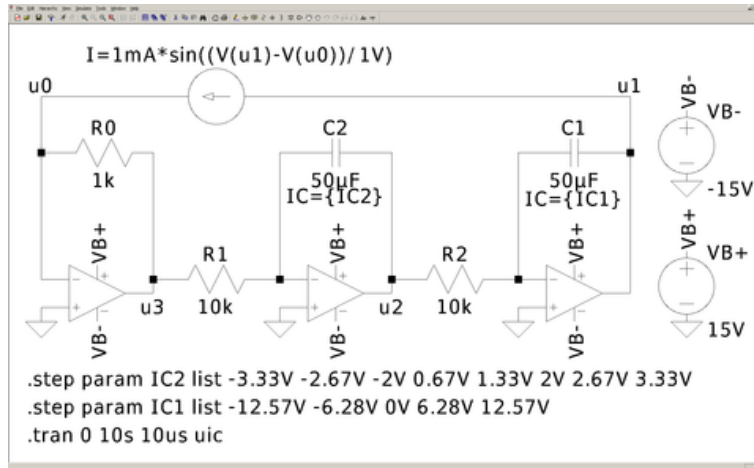 I=1mA*sin((V(u1)-V(u0))/1V)
u0
u1
R0
1k
C2
50µF
IC={IC2}
C1
50µF
IC={IC1}
VB-
VB-
-15V
VB+
VB+
15V
VB+
R1
10k
VB+
R2
10k
VB+
u3
u2
VB-
VB-
VB-
.step param IC2 list -3.33V -2.67V -2V 0.67V 1.33V 2V 2.67V 3.33V
.step param IC1 list -12.57V -6.28V 0V 6.28V 12.57V
.tran 0 10s 10us uic